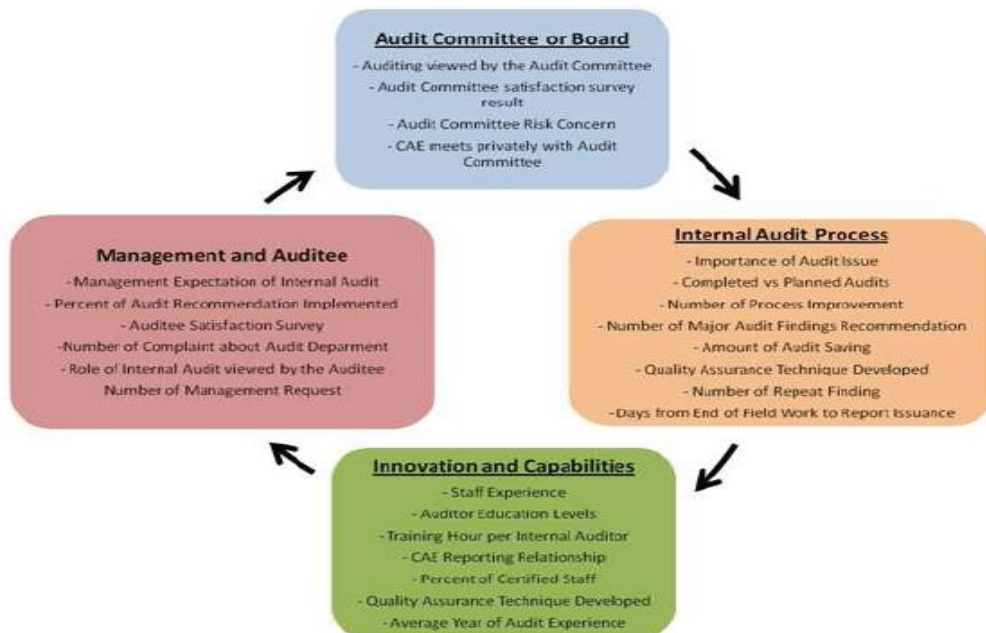 Audit Committee or Board
- Auditing viewed by the Audit Committee
- Audit Committee satisfaction survey
result
- Audit Committee Risk Concern
- CAE meets privately with Audit
Committee
Internal Audit Process
- Importance of Audit Issue
- Completed vs Planned Audits
- Number of Process Improvement
- Number of Major Audit Findings Recommendation
- Amount of Audit Saving
- Quality Assurance Technique Developed
- Number of Repeat Finding
- Days from End of Field Work to Report Issuance
Innovation and Capabilities
- Staff Experience
- Auditor Education Levels
- Training Hour per Internal Auditor
- CAE Reporting Relationship
- Percent of Certified Staff
- Quality Assurance Technique Developed
- Average Year of Audit Experience
Management and Auditee
- Management Expectation of Internal Audit
- Percent of Audit Recommendation Implemented
- Auditee Satisfaction Survey
-Number of Complaint about Audit Deparment
- Role of Internal Audit viewed by the Auditee
Number of Management Request